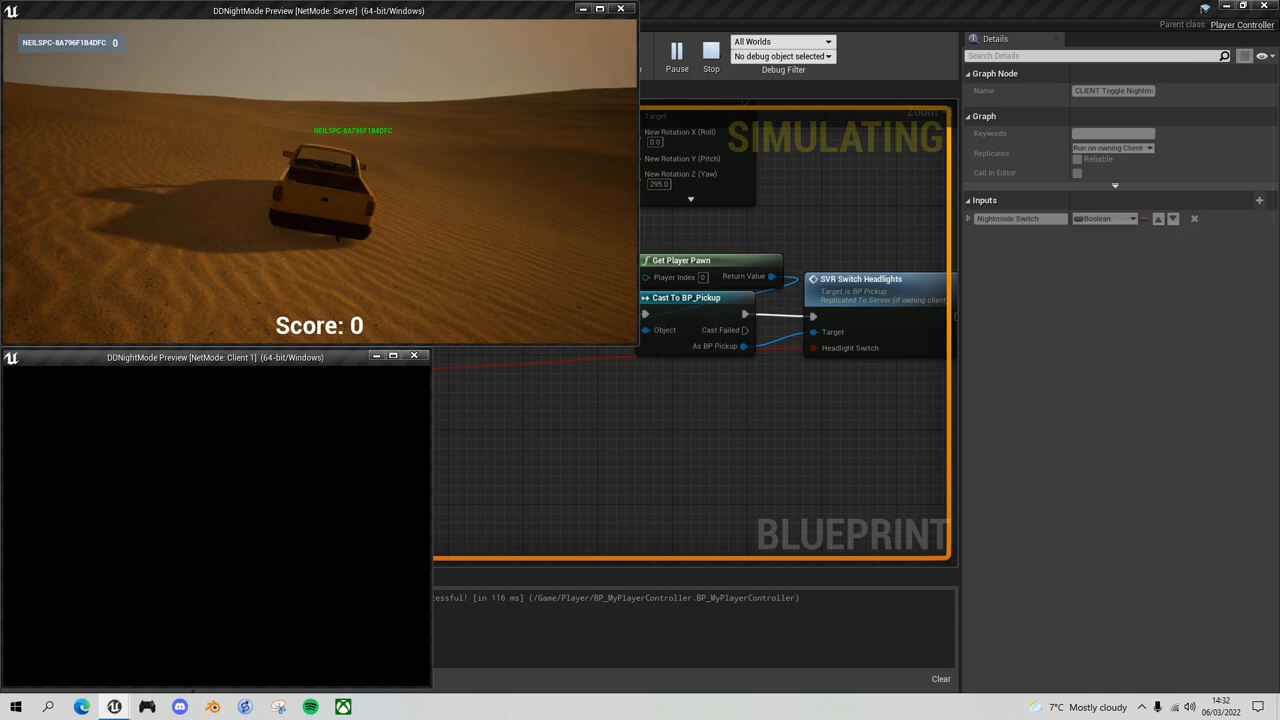 DDNightMode Preview [NetMode: Server] (64-bit/Windows)
Parent class: Player Controller
NEILSPC-8A796F1B4DFC 0
NEILSPC-8A796F1B4DFC
Score: 0
Pause
Stop
All Worlds
No debug object selected
Debug Filter
Details
Search Details
Graph Node
Name
CLIENT Toggle Nightm
Graph
Keywords
Replicates
Run on owning Client
Reliable
Call In Editor
Inputs
Nightmode Switch
Boolean
Zoom
SIMULATING
Target
New Rotation X (Roll)
0.0
New Rotation Y (Pitch)
New Rotation Z (Yaw)
295.0
Get Player Pawn
Player Index 0
Return Value
Cast To BP_Pickup
Object
Cast Failed
As BP Pickup
SVR Switch Headlights
Target is BP Pickup
Replicated To Server (if owning client
Target
Headlight Switch
BLUEPRINT
DDNightMode Preview [NetMode: Client 1] (64-bit/Windows)
cessful! [in 116 ms] (/Game/Player/BP_MyPlayerController.BP_MyPlayerController)
Clear
7°C Mostly cloudy
14:32
06/03/2022